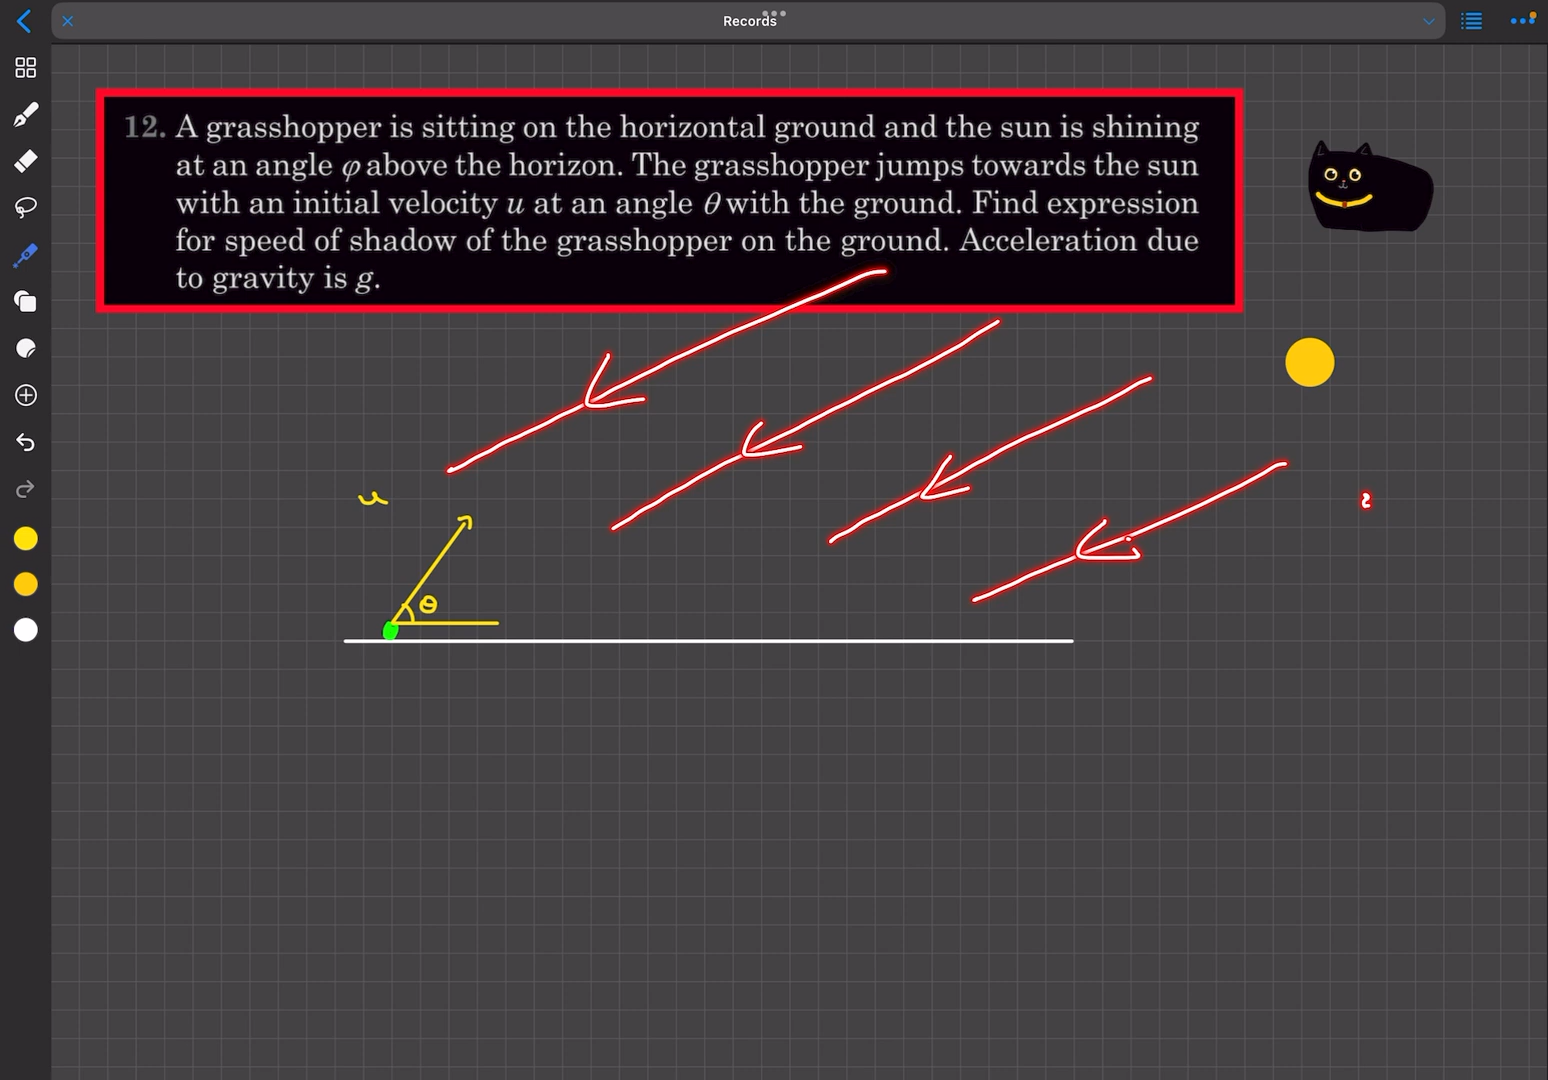 Records
12. A grasshopper is sitting on the horizontal ground and the sun is shining
at an angle φ above the horizon. The grasshopper jumps towards the sun
with an initial velocity u at an angle θ with the ground. Find expression
for speed of shadow of the grasshopper on the ground. Acceleration due
to gravity is g.
u
θ